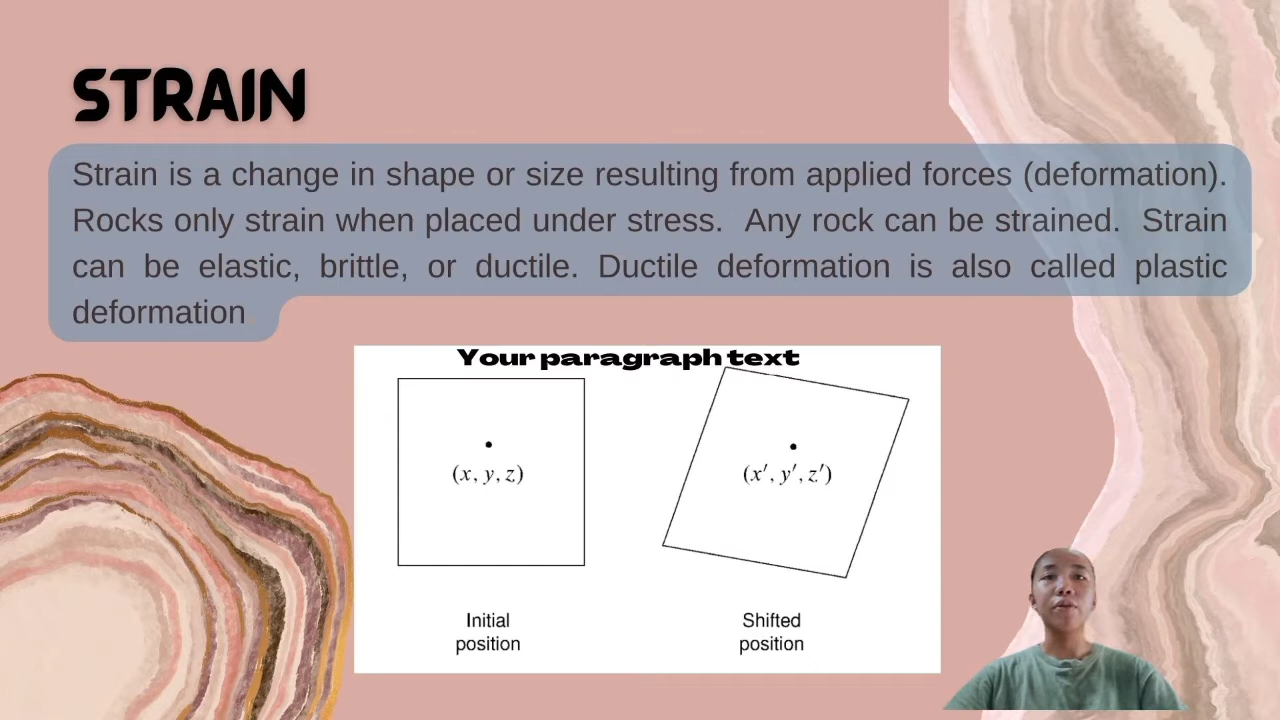 STRAIN
Strain is a change in shape or size resulting from applied forces (deformation).
Rocks only strain when placed under stress.  Any rock can be strained.  Strain
can be elastic, brittle, or ductile. Ductile deformation is also called plastic
deformation.
Your paragraph text
(x, y, z)
(x′, y′, z′)
Initial
position
Shifted
position